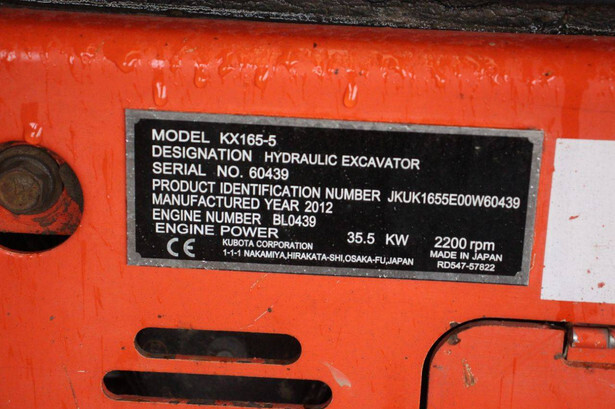 MODEL KX165-5
DESIGNATION HYDRAULIC EXCAVATOR
SERIAL NO. 60439
PRODUCT IDENTIFICATION NUMBER JKUK1655E00W60439
MANUFACTURED YEAR 2012
ENGINE NUMBER BL0439
ENGINE POWER 35.5 KW 2200 rpm
CE KUBOTA CORPORATION MADE IN JAPAN
1-1-1 NAKAMIYA,HIRAKATA-SHI,OSAKA-FU,JAPAN RD547-57822